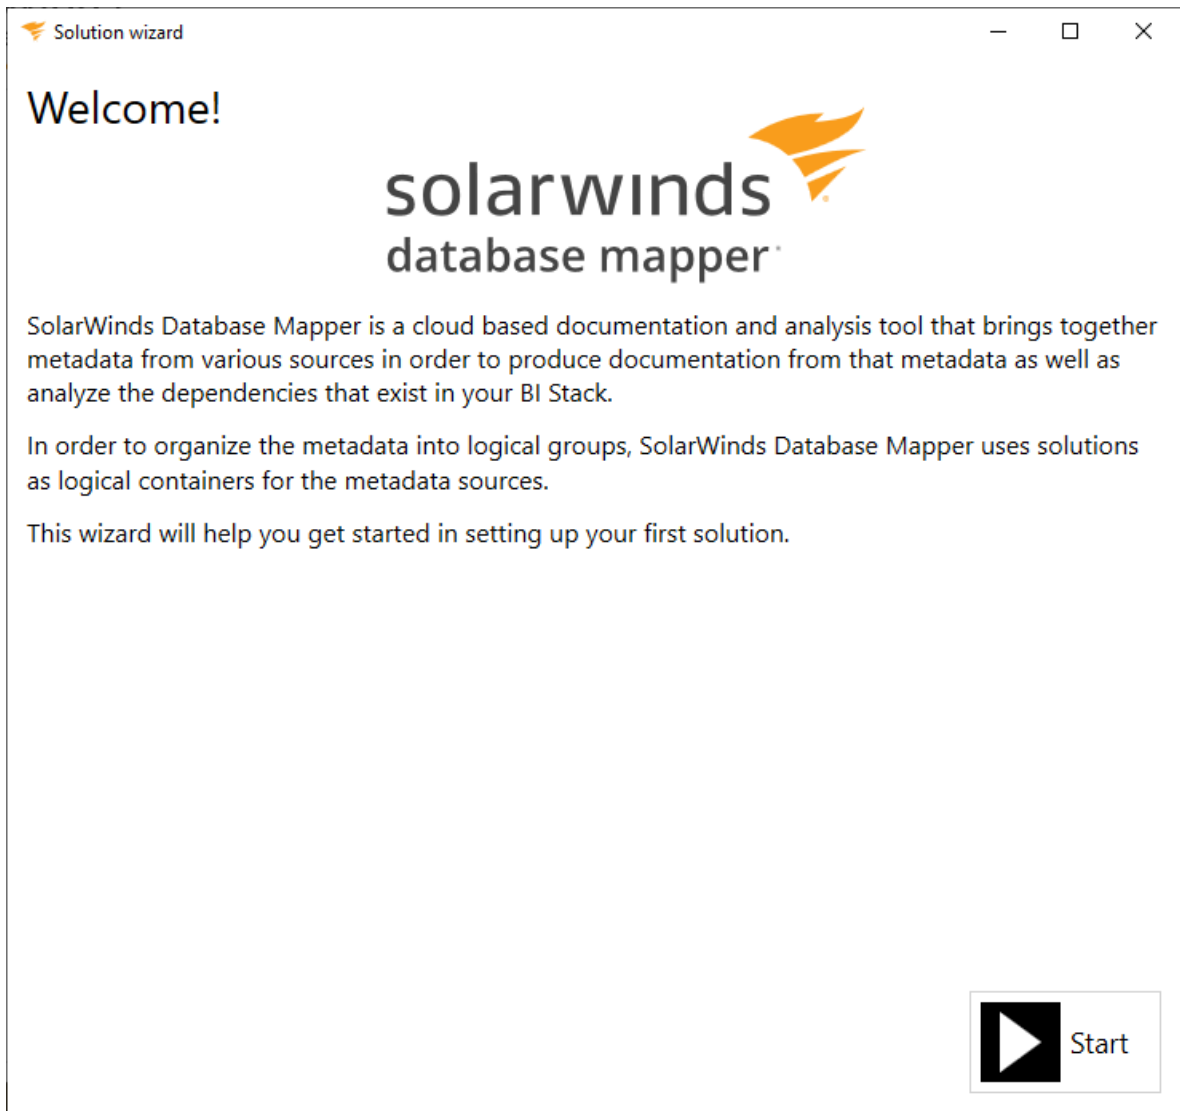 Solution wizard
Welcome!
solarwinds
database mapper
SolarWinds Database Mapper is a cloud based documentation and analysis tool that brings together
metadata from various sources in order to produce documentation from that metadata as well as
analyze the dependencies that exist in your BI Stack.
In order to organize the metadata into logical groups, SolarWinds Database Mapper uses solutions
as logical containers for the metadata sources.
This wizard will help you get started in setting up your first solution.
Start